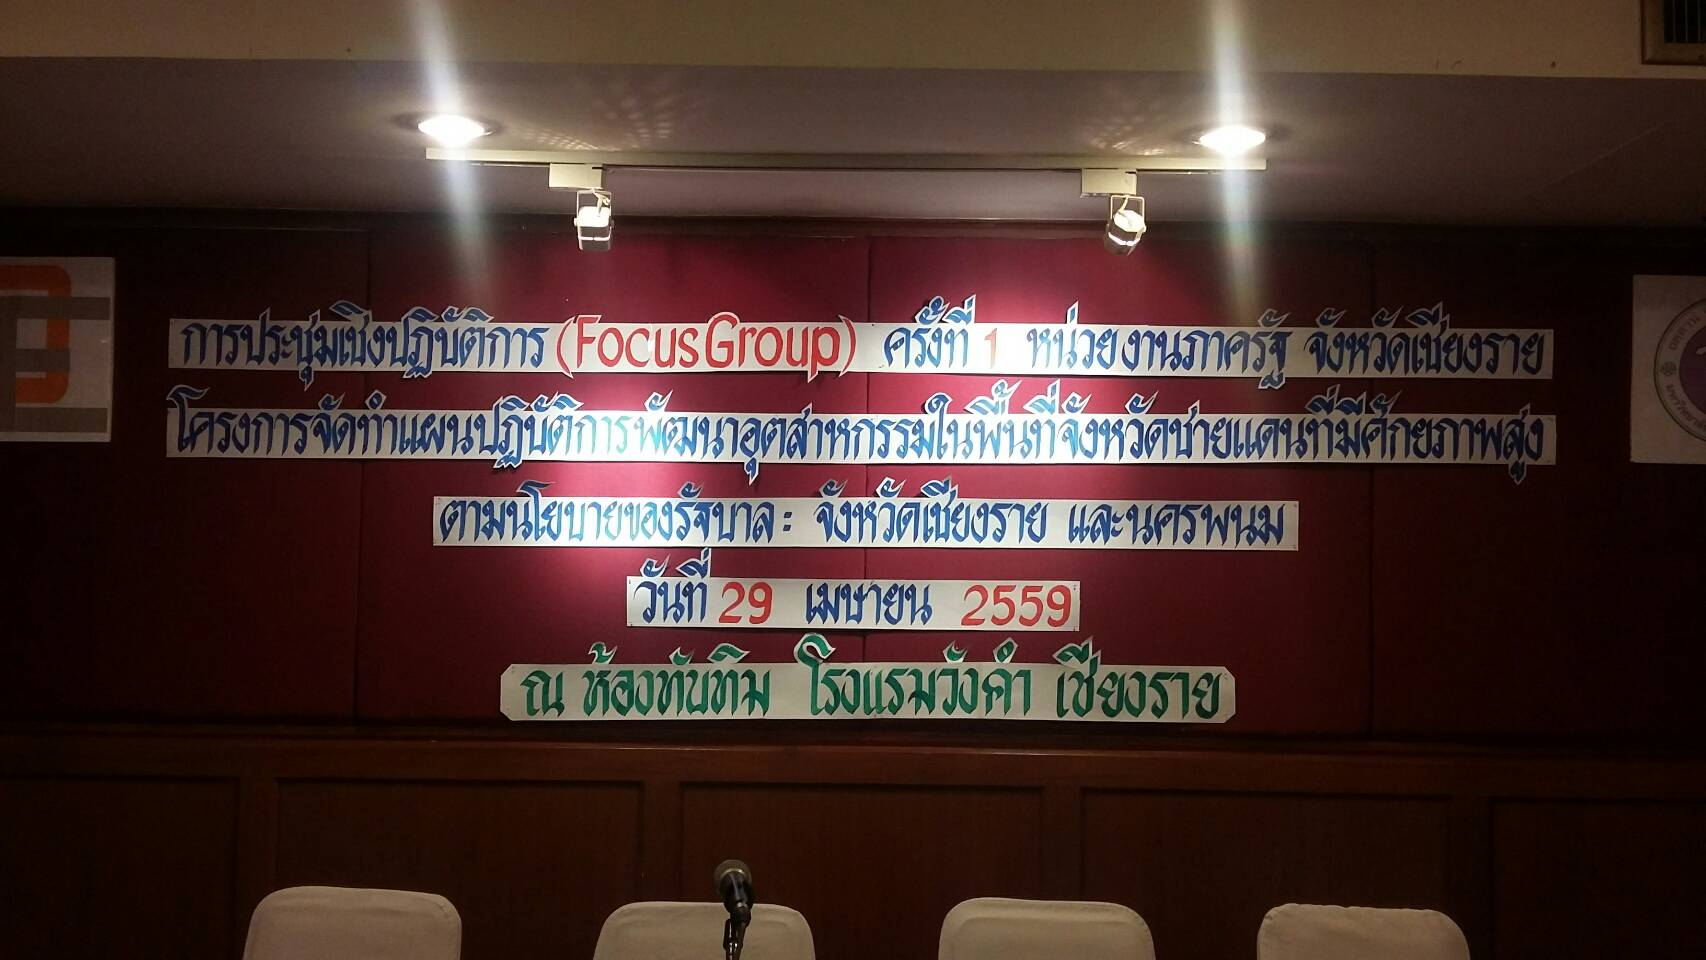 การประชุมเชิงปฏิบัติการ (Focus Group) ครั้งที่ 1 หน่วยงานภาครัฐ จังหวัดเชียงราย
โครงการจัดทำแผนปฏิบัติการพัฒนาอุตสาหกรรมในพื้นที่จังหวัดชายแดนที่มีศักยภาพสูง
ตามนโยบายของรัฐบาล : จังหวัดเชียงราย และนครพนม
วันที่ 29 เมษายน 2559
ณ ห้องทับทิม โรงแรมวังคำ เชียงราย